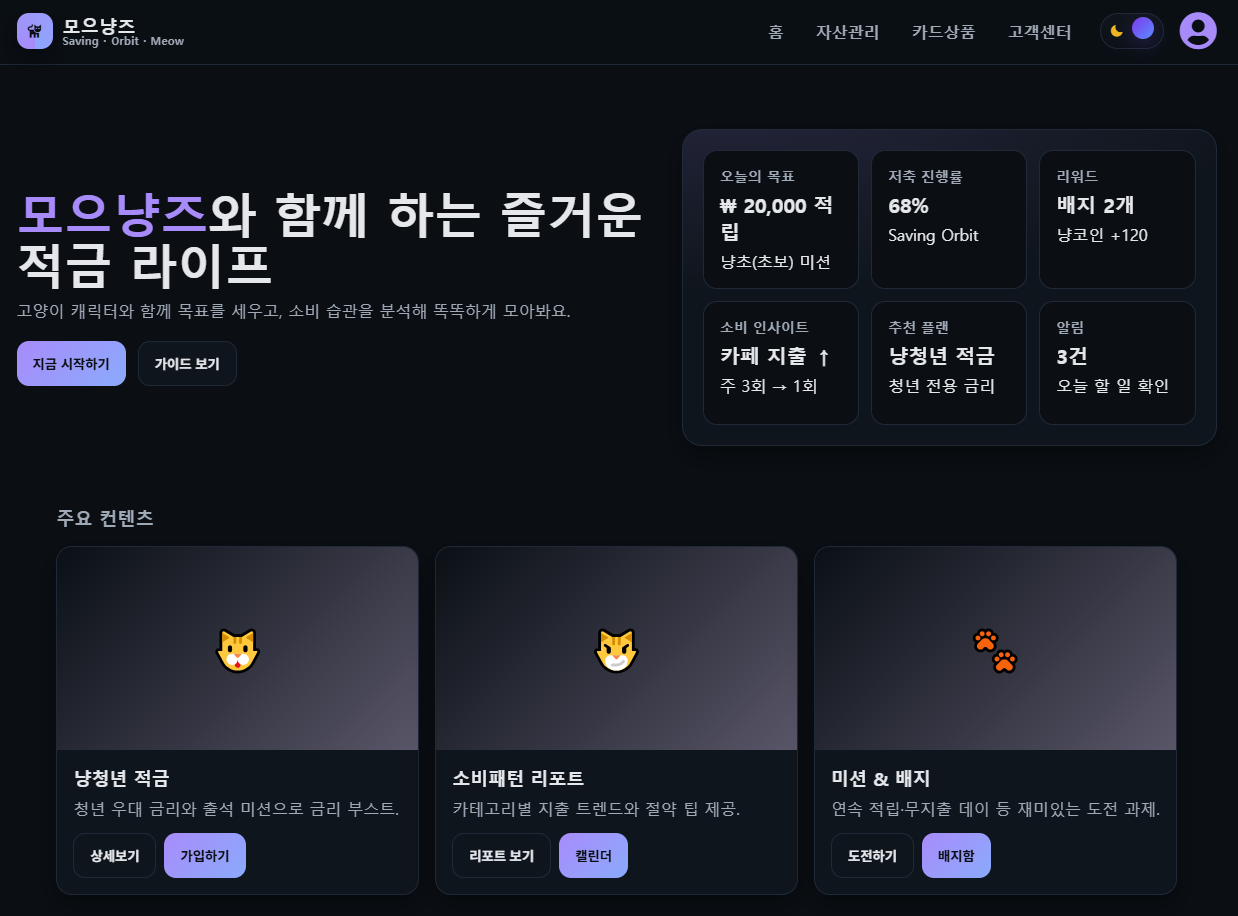 모으냥즈
Saving · Orbit · Meow
홈
자산관리
카드상품
고객센터
모으냥즈와 함께 하는 즐거운
적금 라이프
고양이 캐릭터와 함께 목표를 세우고, 소비 습관을 분석해 똑똑하게 모아봐요.
지금 시작하기
가이드 보기
오늘의 목표
₩ 20,000 적
립
냥초(초보) 미션
저축 진행률
68%
Saving Orbit
리워드
배지 2개
냥코인 +120
소비 인사이트
카페 지출 ↑
주 3회 → 1회
추천 플랜
냥청년 적금
청년 전용 금리
알림
3건
오늘 할 일 확인
주요 컨텐츠
냥청년 적금
청년 우대 금리와 출석 미션으로 금리 부스트.
상세보기
가입하기
소비패턴 리포트
카테고리별 지출 트렌드와 절약 팁 제공.
리포트 보기
캘린더
미션 & 배지
연속 적립·무지출 데이 등 재미있는 도전 과제.
도전하기
배지함